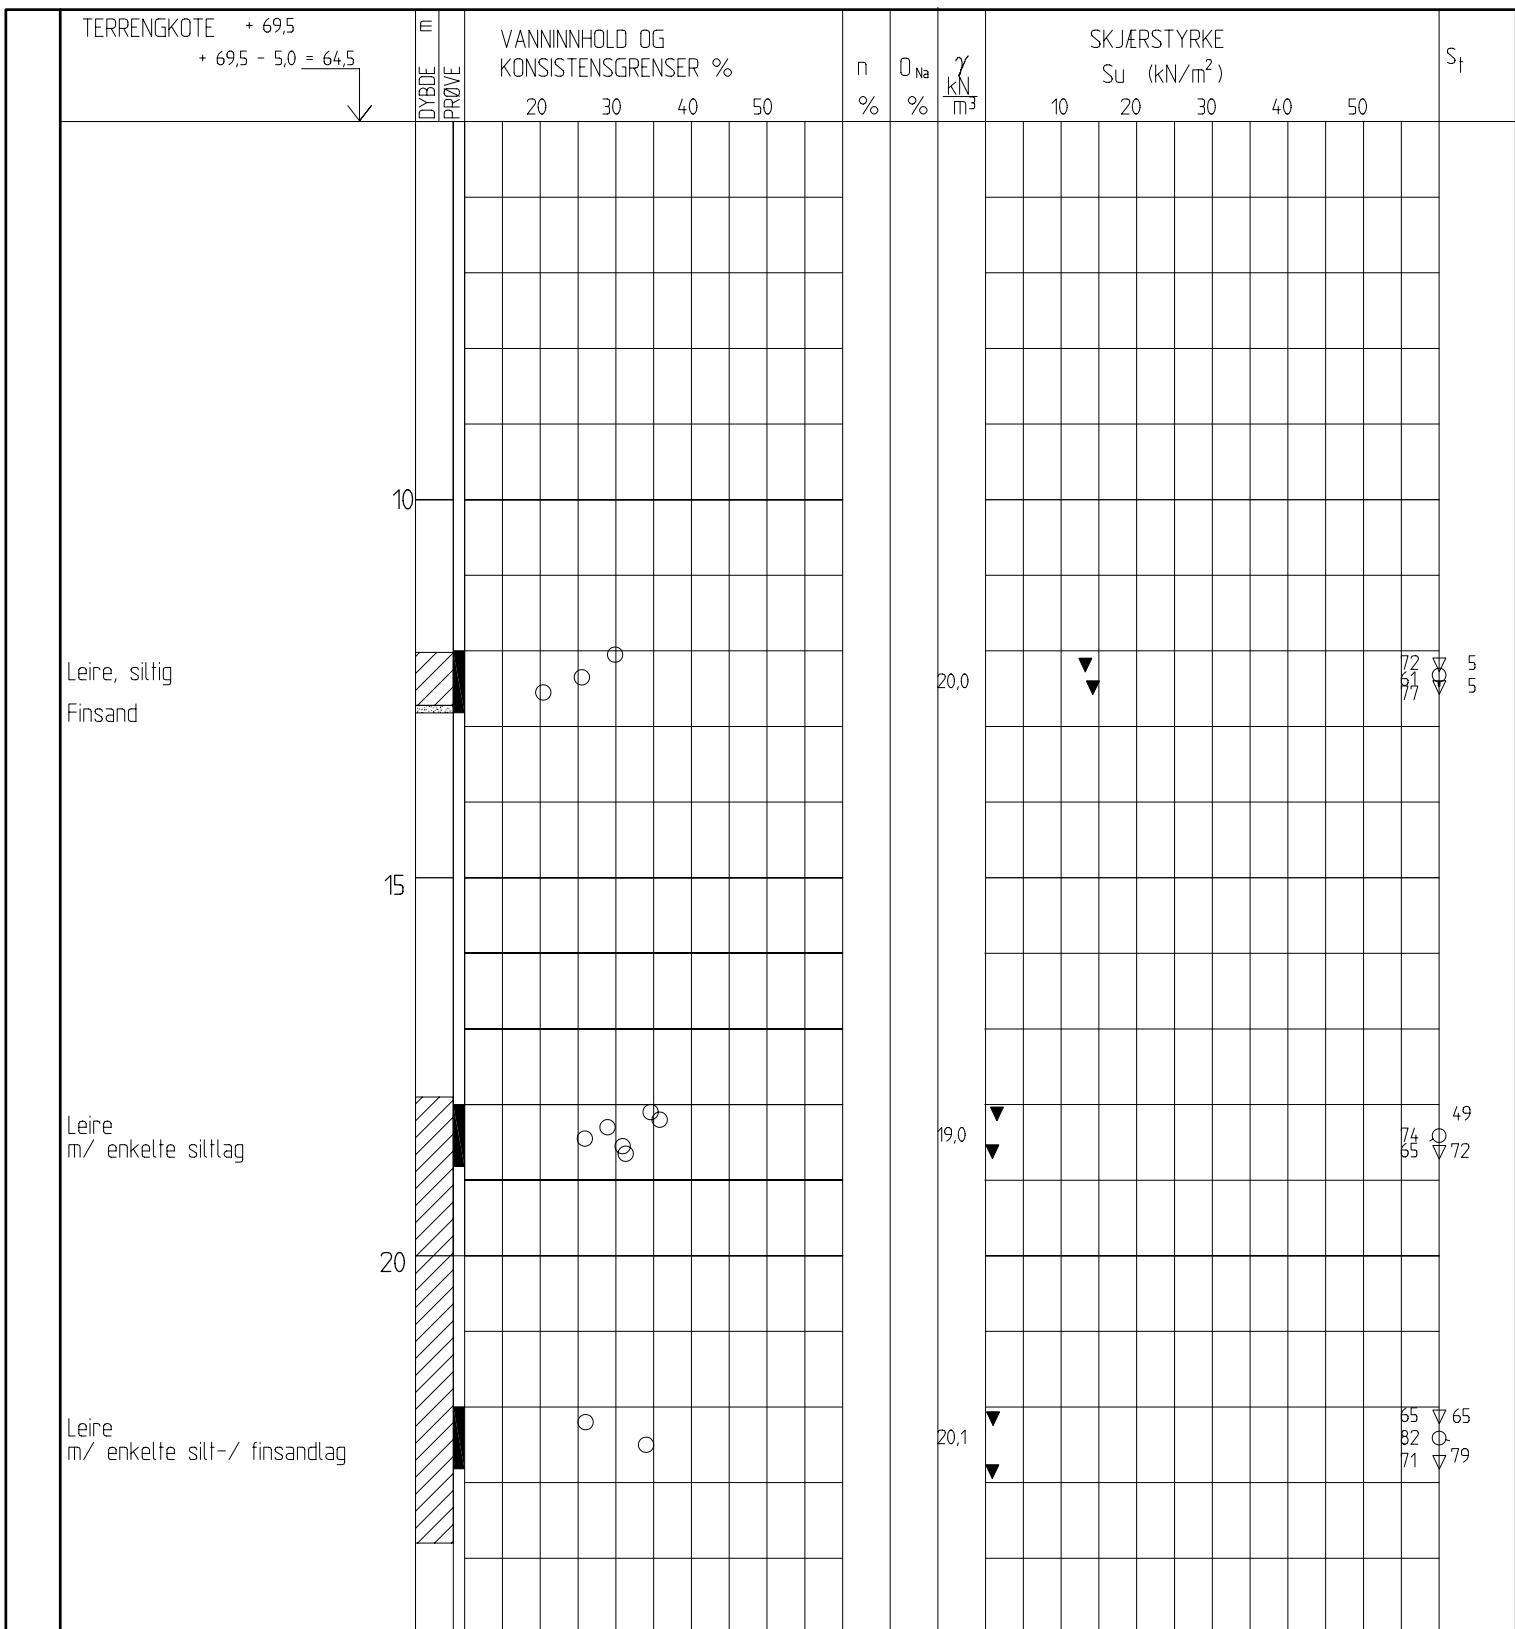 TERRENGKOTE + 69,5
+ 69,5 - 5,0 = 64,5
m
DYBDE
PRØVE
VANNINNHOLD OG
KONSISTENSGRENSER %
20 30 40 50
n
%
O Na
%
γ
kN
m³
SKJÆRSTYRKE
Su (kN/m²)
10 20 30 40 50
St
10
Leire, siltig
Finsand
20,0
72 5
61
77 5
15
Leire
m/ enkelte siltlag
19,0
49
74
65 72
20
Leire
m/ enkelte silt-/ finsandlag
20,1
65 65
82
71 79